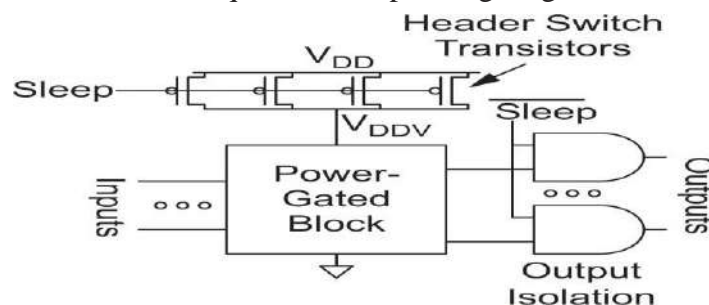 Header Switch
Transistors
VDD
Sleep
Sleep
VDDV
Inputs
Power-
Gated
Block
Outputs
Output
Isolation